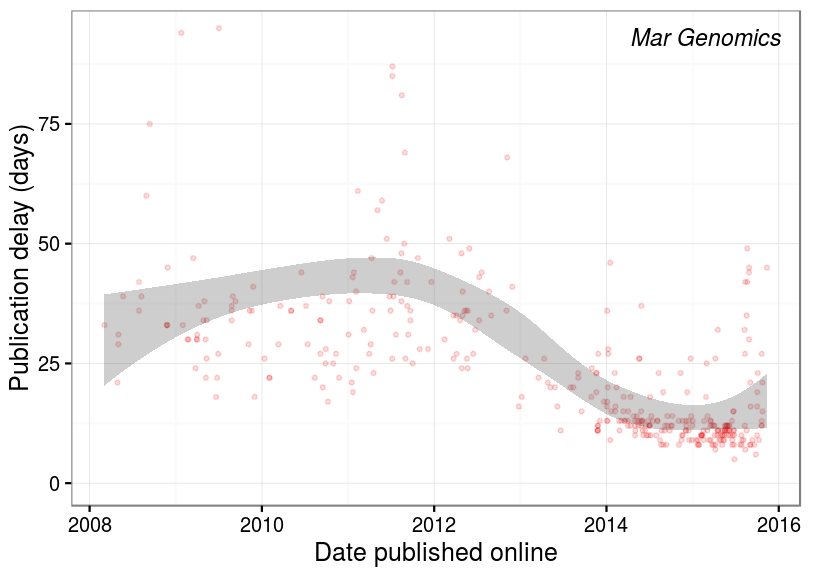 Mar Genomics
Publication delay (days)
75
50
25
0
2008 2010 2012 2014 2016
Date published online